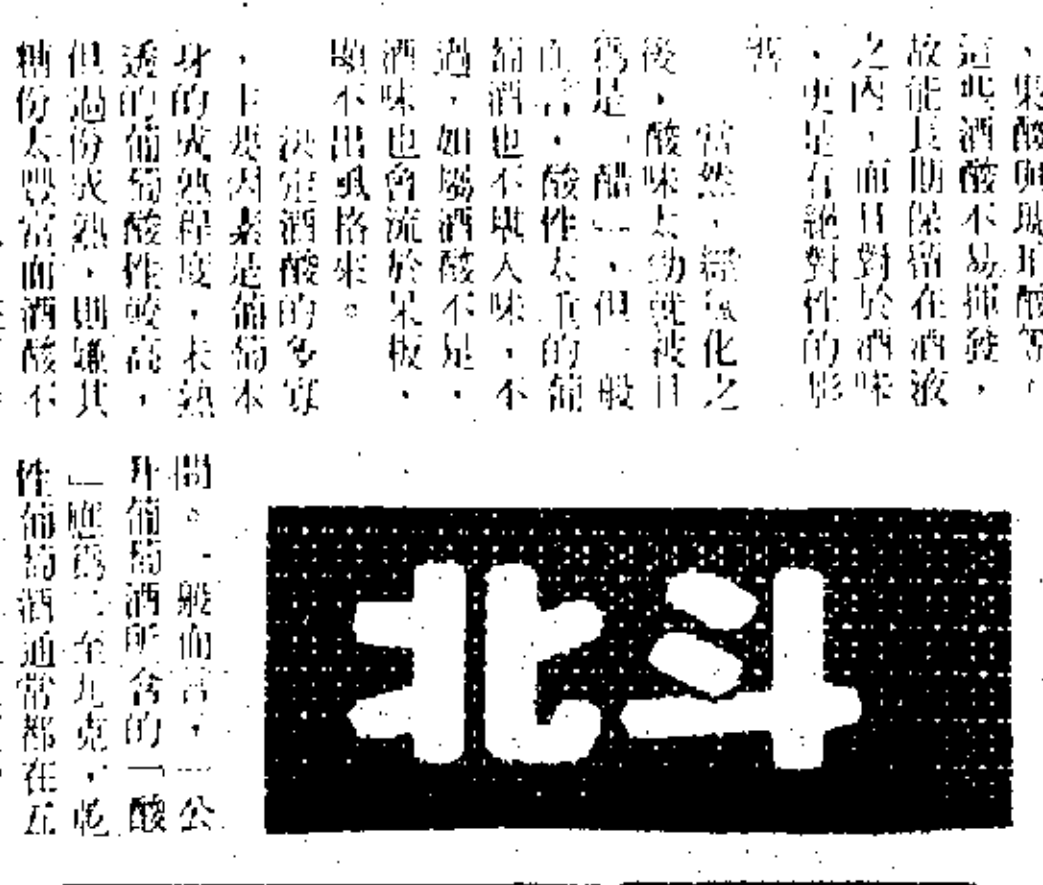 、果酸與琥珀酸等，
這些酒酸不易揮發，
故能長期保留在酒液
之內，而且對於酒味
，更是有絕對性的影
響。
當然，經氧化之
後，酸味太動就被目
為是「醋」，但一般
而言，酸性太重的葡
萄酒也不堪入味，不
過，如屬酒酸不足，
酒味也會流於呆板，
顯不出風格來。
決定酒酸的多寡
，主要因素是葡萄本
身的成熟程度，未熟
透的葡萄酸性較高，
但過份成熟，則嫌其
糖份太豐富而酒酸不
北斗
間。一般而言，一公
升葡萄酒所含的「酸
」應為二至九克，乾
性葡萄酒通常都在五